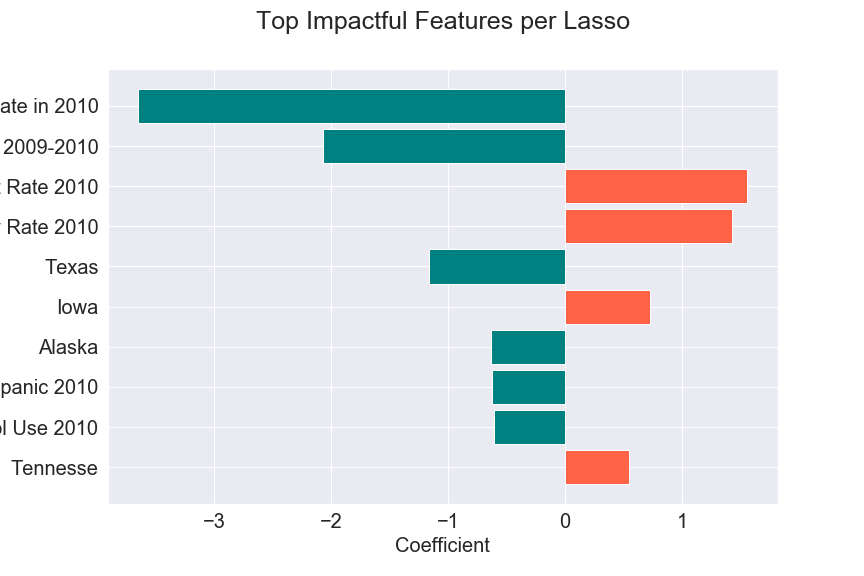 Top Impactful Features per Lasso
ate in 2010
2009-2010
Rate 2010
Rate 2010
Texas
Iowa
Alaska
panic 2010
Use 2010
Tennesse
−3 −2 −1 0 1
Coefficient